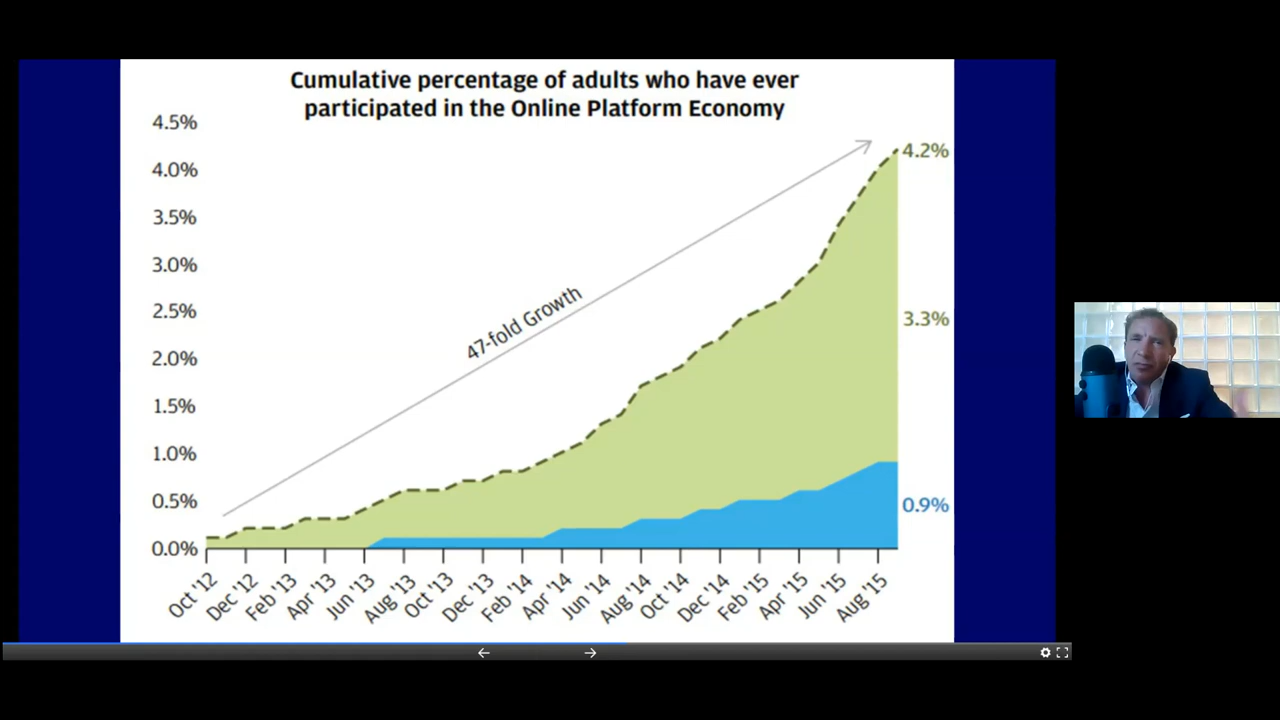 Cumulative percentage of adults who have ever
participated in the Online Platform Economy
4.5%
4.0%
3.5%
3.0%
2.5%
2.0%
1.5%
1.0%
0.5%
0.0%
47-fold Growth
4.2%
3.3%
0.9%
Oct '12
Dec '12
Feb '13
Apr '13
Jun '13
Aug '13
Oct '13
Dec '13
Feb '14
Apr '14
Jun '14
Aug '14
Oct '14
Dec '14
Feb '15
Apr '15
Jun '15
Aug '15